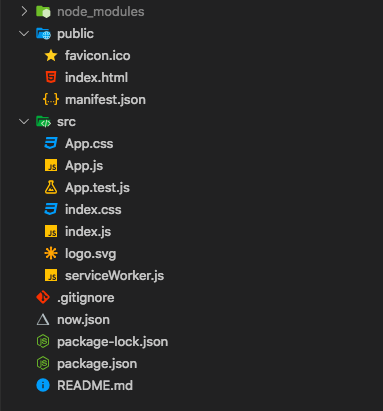 node_modules
public
favicon.ico
index.html
manifest.json
src
App.css
App.js
App.test.js
index.css
index.js
logo.svg
serviceWorker.js
.gitignore
now.json
package-lock.json
package.json
README.md